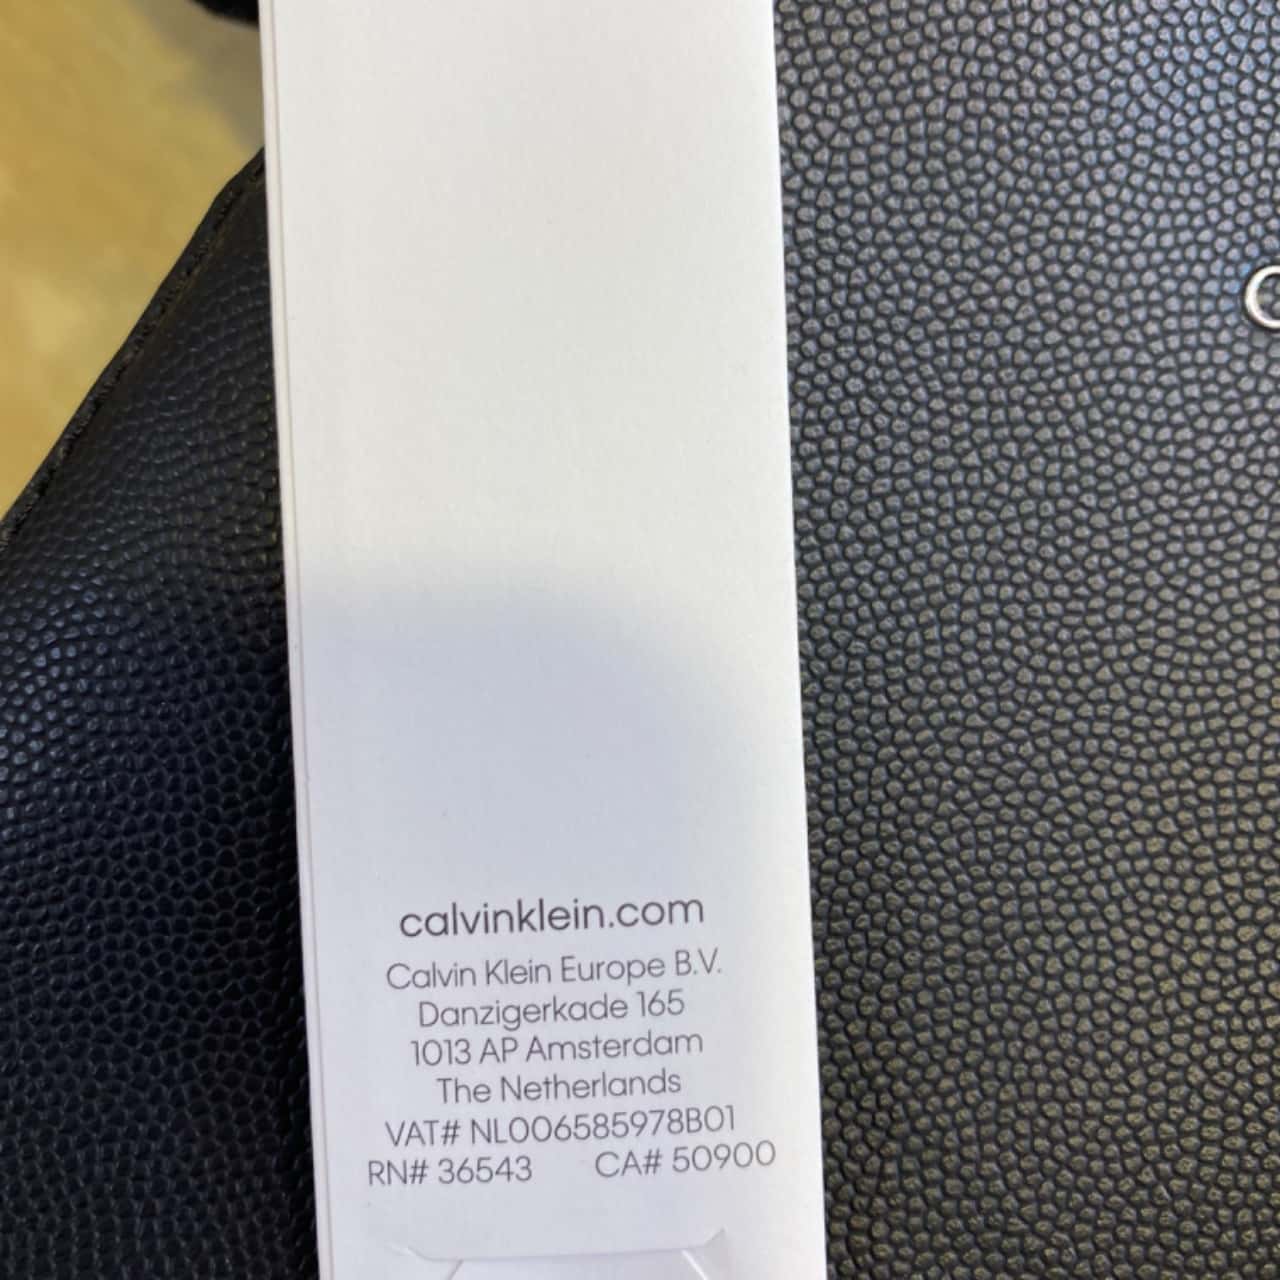 calvinklein.com
Calvin Klein Europe B.V.
Danzigerkade 165
1013 AP Amsterdam
The Netherlands
VAT# NL006585978B01
RN# 36543 CA# 50900
C